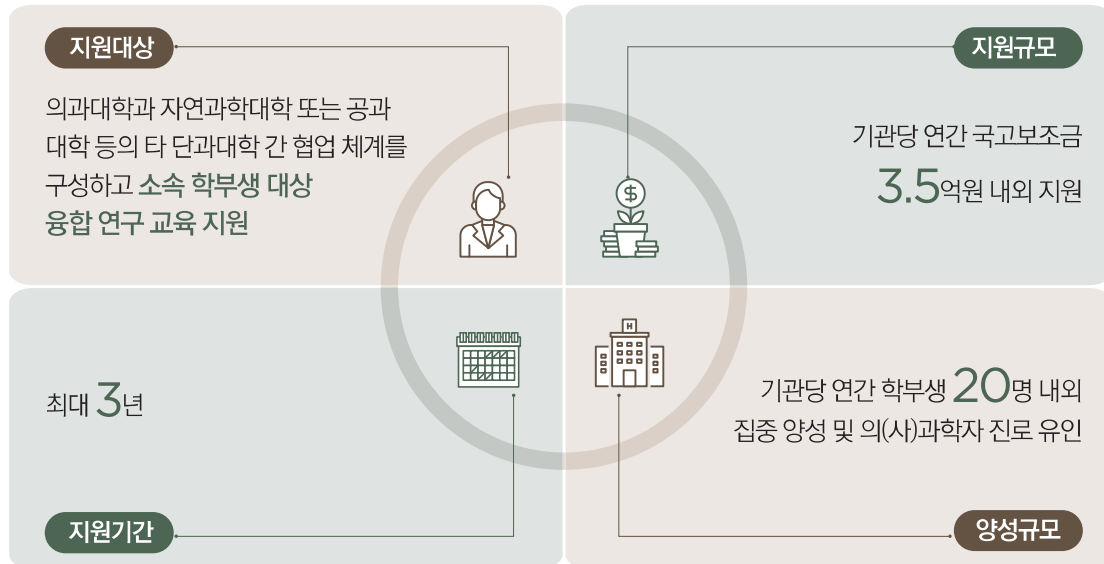 지원대상
의과대학과 자연과학대학 또는 공과
대학 등의 타 단과대학 간 협업 체계를
구성하고 소속 학부생 대상
융합 연구 교육 지원
지원규모
기관당 연간 국고보조금
3.5억원 내외 지원
$
최대 3년
지원기간
H
기관당 연간 학부생 20명 내외
집중 양성 및 의(사)과학자 진로 유인
양성규모